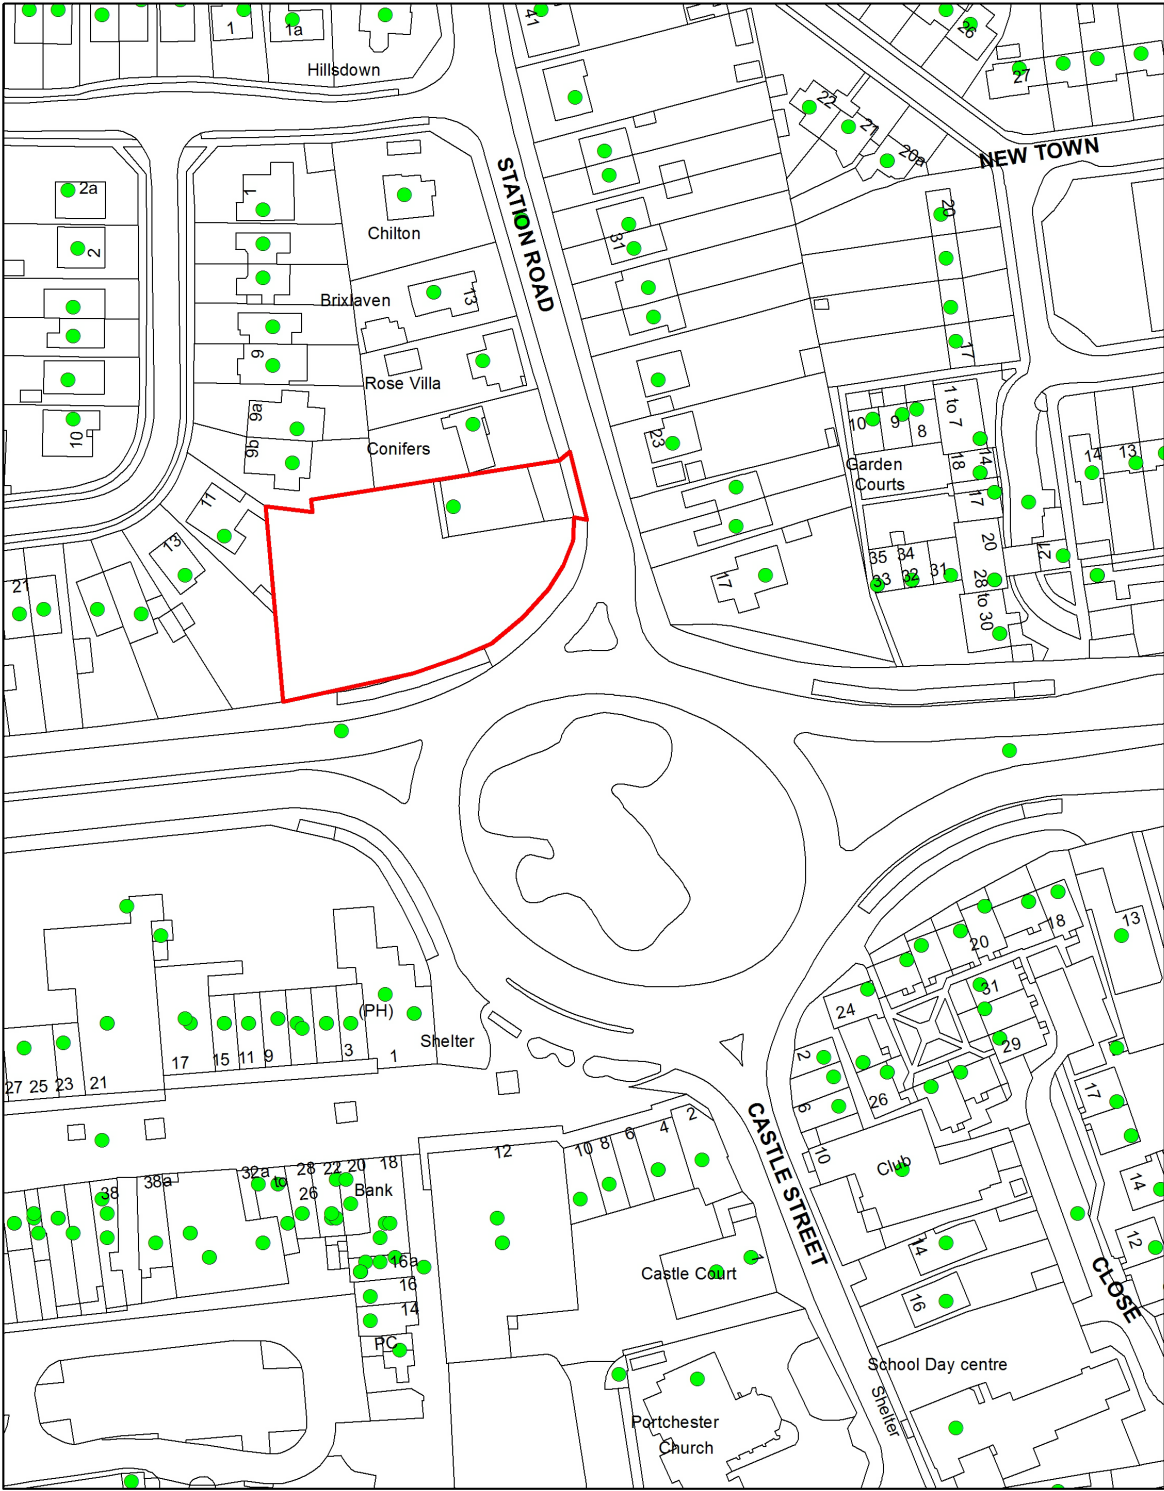 41
1
1a
26
Hillsdown
27
22
21
20a
NEW TOWN
STATION ROAD
2a
1
20
Chilton
31
2
Brixlaven
13
9
17
Rose Villa
1 to 7
9a
10
9
8
10
23
9b
Conifers
18
14
14
13
Garden
Courts
11
17
13
20
27
35
34
21
17
33
32
31
28 to 30
18
13
20
31
24
(PH)
29
Shelter
17
15
11
9
3
1
2
27
25
23
21
17
6
26
2
4
6
8
10
12
CASTLE STREET
10
Club
18
20
22
28
32a
to
26
38a
38
Bank
14
14
12
16a
1
Castle Court
16
14
16
CLOSE
PC
School Day centre
Shelter
Portchester
Church